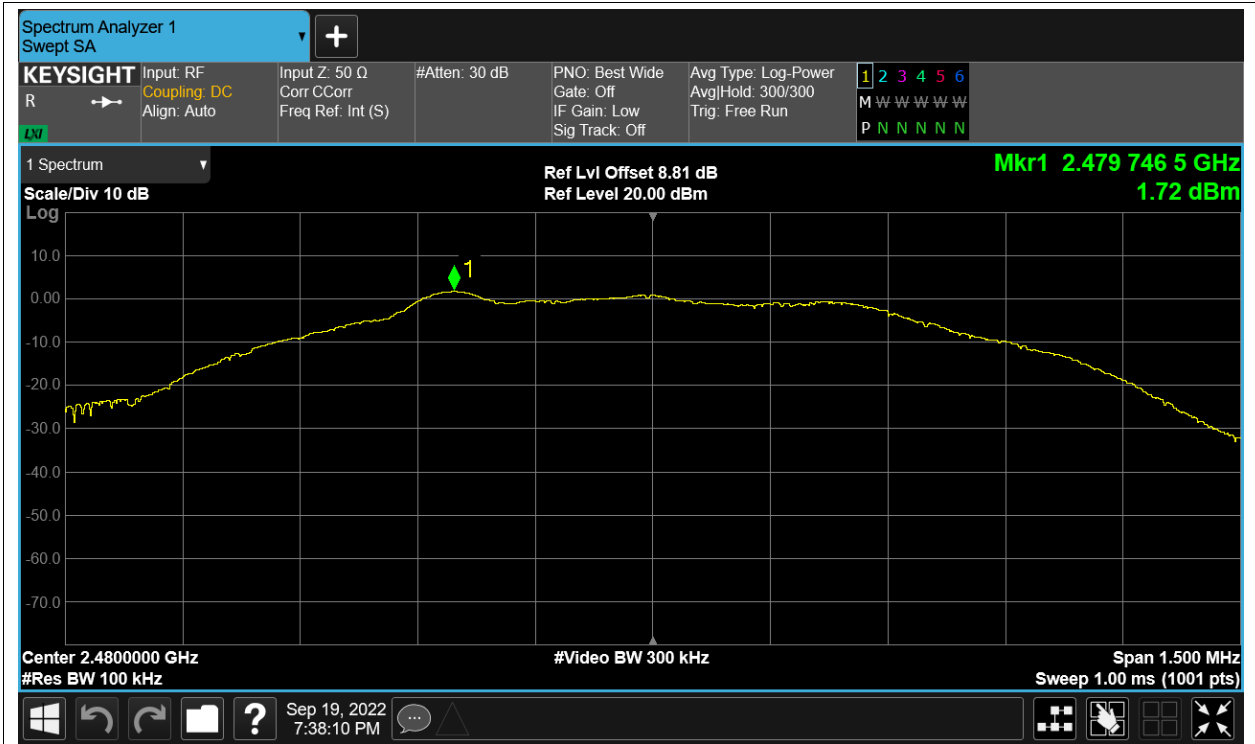 Spectrum Analyzer 1
Swept SA
KEYSIGHT
R
LXI
Input: RF
Coupling: DC
Align: Auto
Input Z: 50 Ω
Corr CCorr
Freq Ref: Int (S)
#Atten: 30 dB
PNO: Best Wide
Gate: Off
IF Gain: Low
Sig Track: Off
Avg Type: Log-Power
Avg|Hold: 300/300
Trig: Free Run
1 2 3 4 5 6
M W W W W W
P N N N N N
1 Spectrum
Scale/Div 10 dB
Log
Ref Lvl Offset 8.81 dB
Ref Level 20.00 dBm
Mkr1 2.479 746 5 GHz
1.72 dBm
1
10.0
0.00
-10.0
-20.0
-30.0
-40.0
-50.0
-60.0
-70.0
Center 2.4800000 GHz
#Res BW 100 kHz
#Video BW 300 kHz
Span 1.500 MHz
Sweep 1.00 ms (1001 pts)
?
Sep 19, 2022
7:38:10 PM